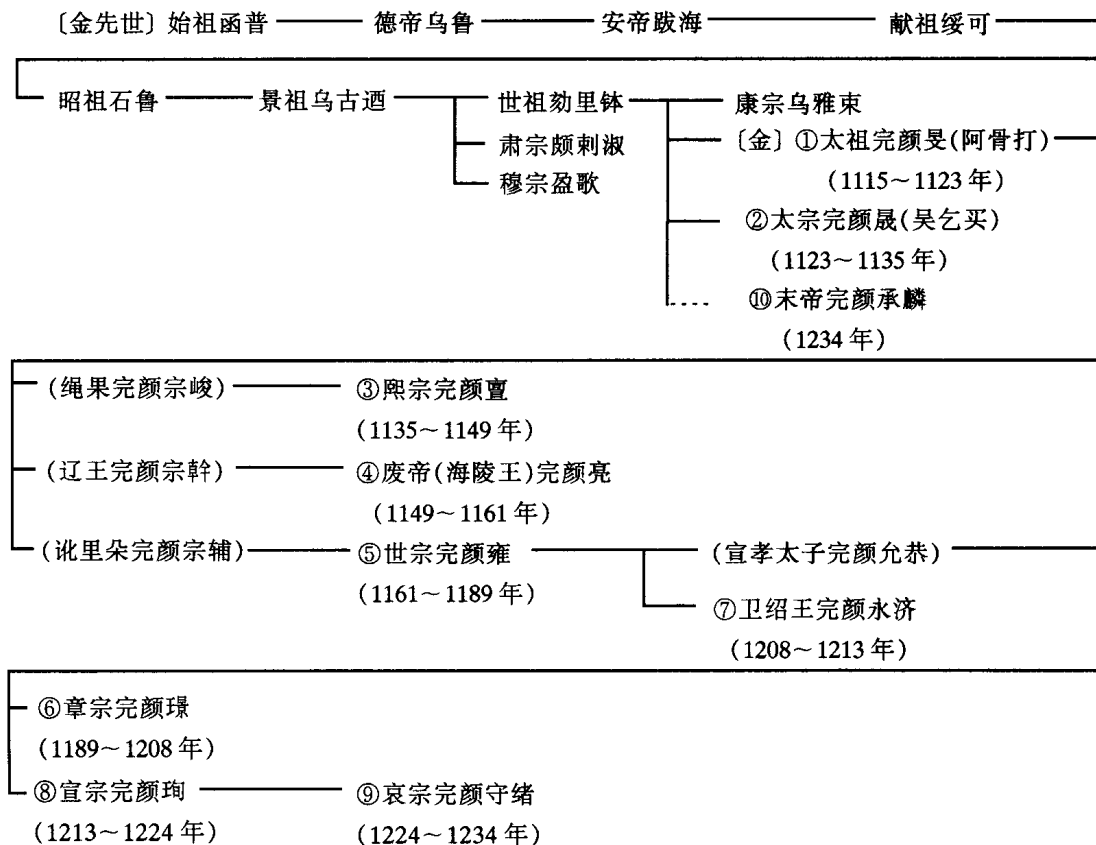 〔金先世〕始祖函普 德帝乌鲁 安帝跋海 献祖绥可
昭祖石鲁 景祖乌古迺 世祖劾里钵 康宗乌雅束
肃宗颇剌淑 〔金〕①太祖完颜旻(阿骨打)
穆宗盈歌 (1115～1123年)
②太宗完颜晟(吴乞买)
(1123～1135年)
⑩末帝完颜承麟
(1234年)
(绳果完颜宗峻) ③熙宗完颜亶
(1135～1149年)
(辽王完颜宗幹) ④废帝(海陵王)完颜亮
(1149～1161年)
(讹里朵完颜宗辅) ⑤世宗完颜雍 (宣孝太子完颜允恭)
(1161～1189年) ⑦卫绍王完颜永济
(1208～1213年)
⑥章宗完颜璟
(1189～1208年)
⑧宣宗完颜珣 ⑨哀宗完颜守绪
(1213～1224年) (1224～1234年)